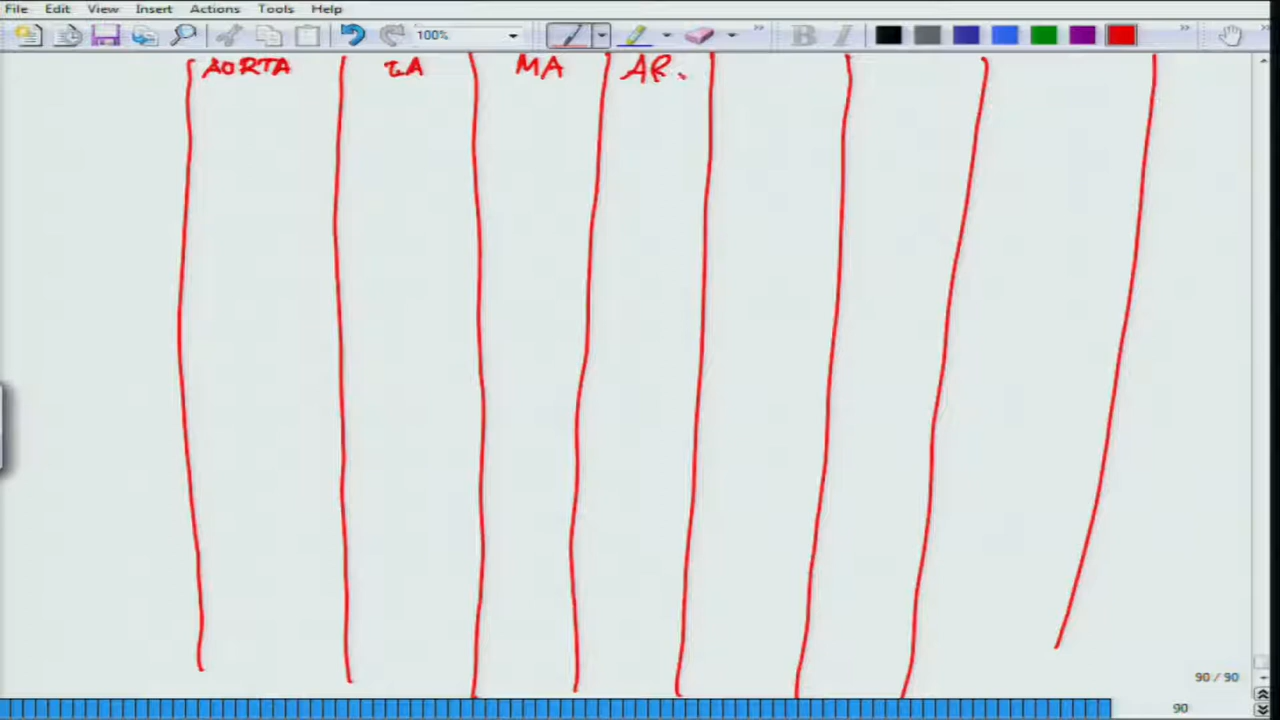 File Edit View Insert Actions Tools Help
100%
B I A
AORTA LA MA AR.
90 / 90
90